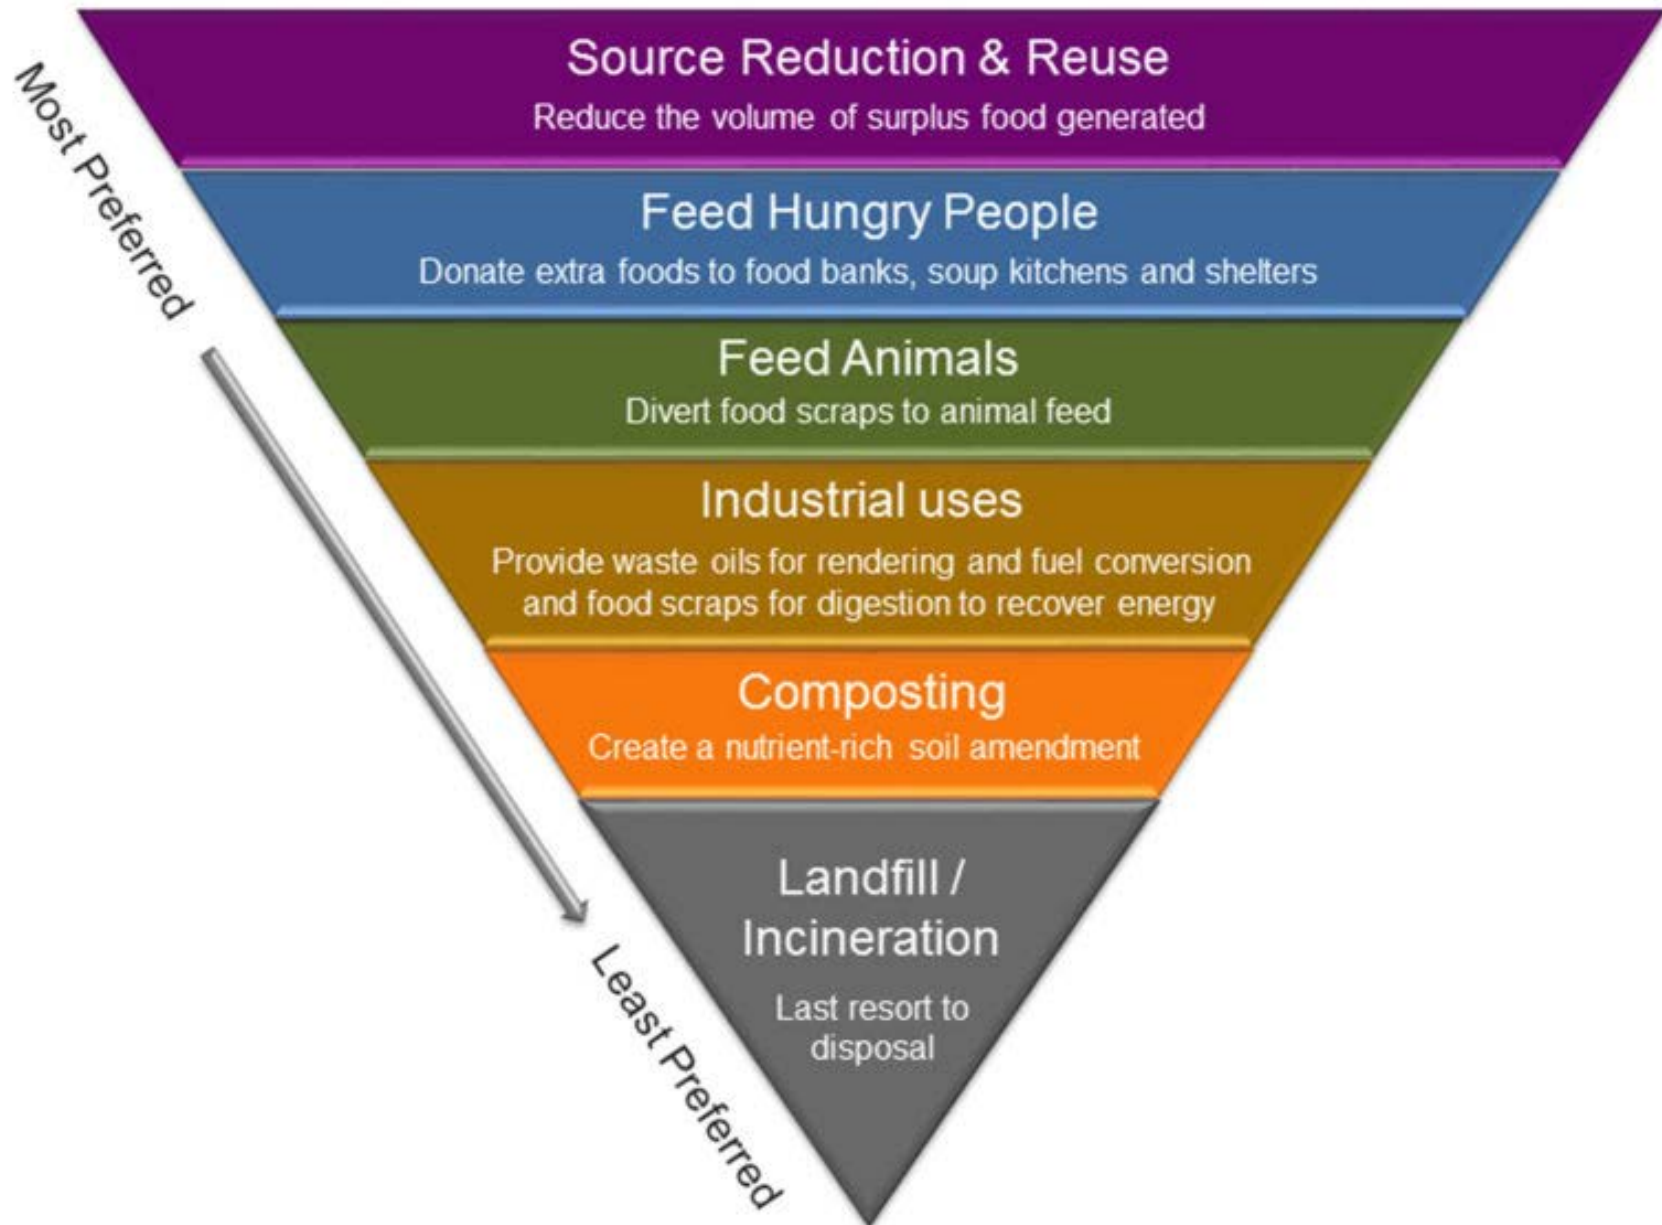 Most Preferred
Source Reduction & Reuse
Reduce the volume of surplus food generated
Feed Hungry People
Donate extra foods to food banks, soup kitchens and shelters
Feed Animals
Divert food scraps to animal feed
Industrial uses
Provide waste oils for rendering and fuel conversion
and food scraps for digestion to recover energy
Composting
Create a nutrient-rich soil amendment
Landfill /
Incineration
Last resort to
disposal
Least Preferred